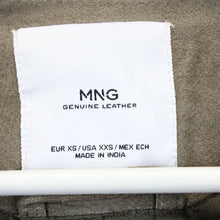 MNG
GENUINE LEATHER
EUR XS / USA XXS / MEX ECH
MADE IN INDIA